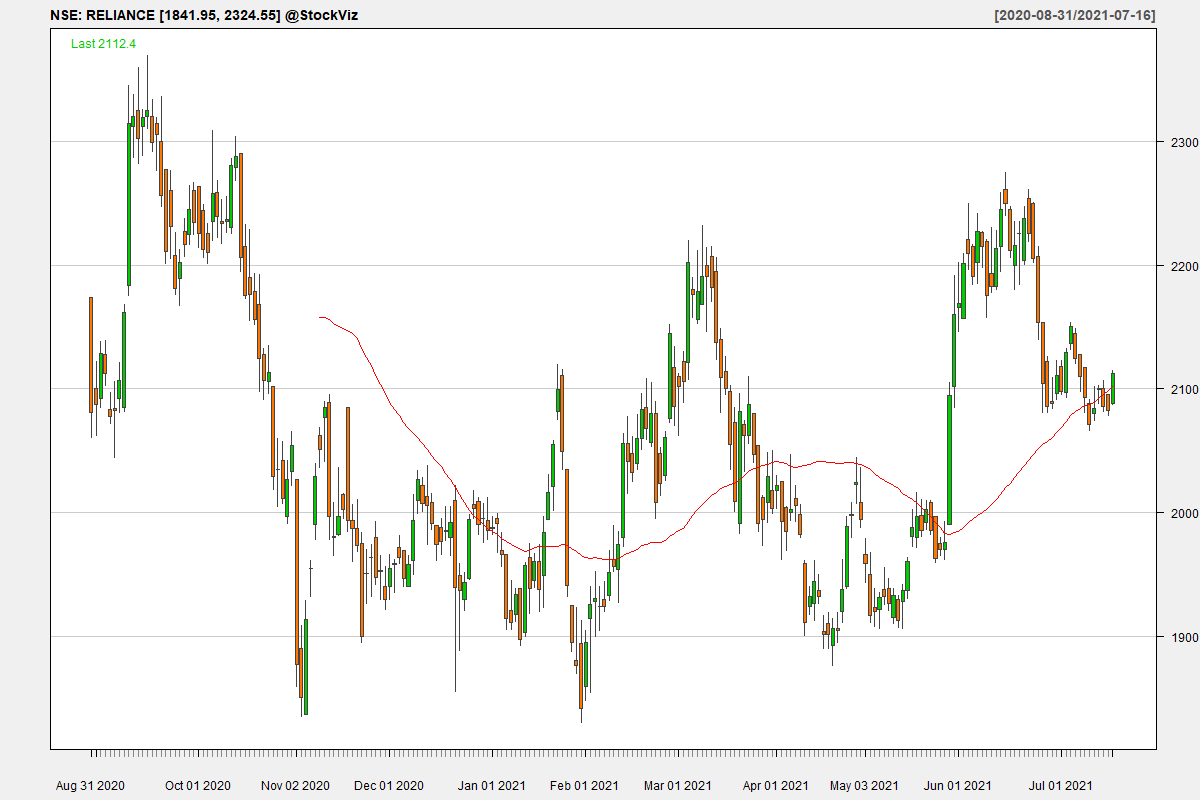 NSE: RELIANCE [1841.95, 2324.55] @StockViz
[2020-08-31/2021-07-16]
Last 2112.4
2300
2200
2100
2000
1900
Aug 31 2020 Oct 01 2020 Nov 02 2020 Dec 01 2020 Jan 01 2021 Feb 01 2021 Mar 01 2021 Apr 01 2021 May 03 2021 Jun 01 2021 Jul 01 2021